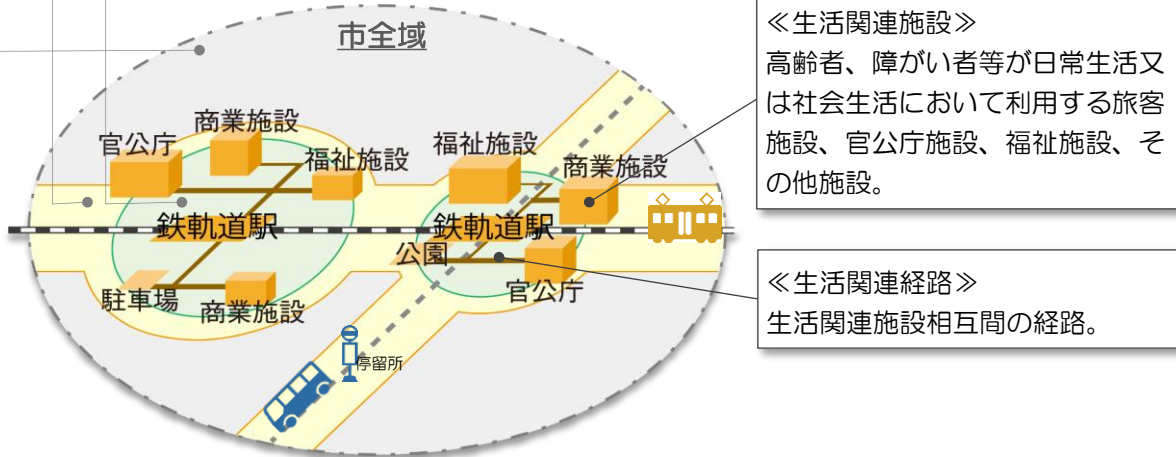 市全域
商業施設
官公庁
福祉施設
鉄軌道駅
駐車場
商業施設
福祉施設
商業施設
鉄軌道駅
公園
官公庁
停留所
≪生活関連施設≫
高齢者、障がい者等が日常生活又
は社会生活において利用する旅客
施設、官公庁施設、福祉施設、そ
の他施設。
≪生活関連経路≫
生活関連施設相互間の経路。